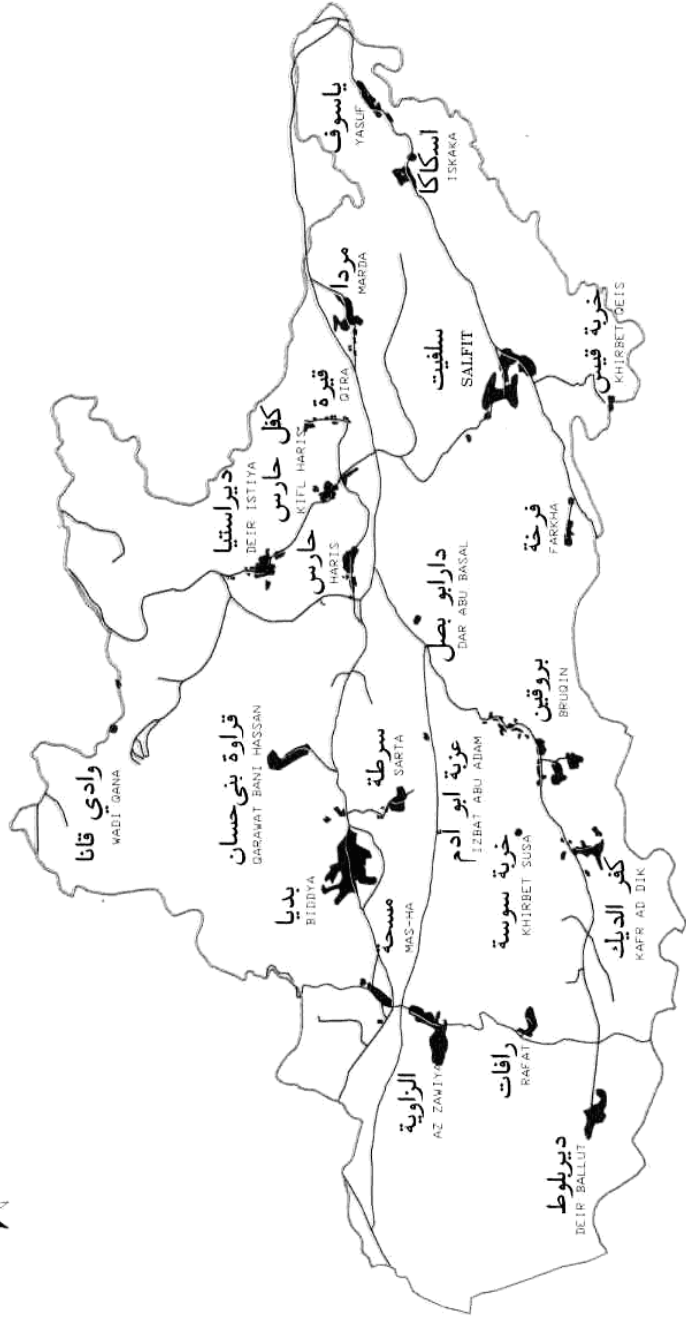 وادي قانا
WADI QANA
ديراستيا
DEIR ISTIYA
كفل حارس
KIFL HARIS
قيرة
QIRA
مردا
MARDA
ياسوف
YASUF
اسكاكا
ISKAKA
قراوة بنى حسان
QARAWAT BANI HASSAN
حارس
HARIS
سلفيت
SALFIT
بديا
BIDDYA
سرطة
SARTA
مسحه
MAS-HA
دارابو بصل
DAR ABU BASAL
عزبة ابو ادم
IZBAT ABU ADAM
خربة قيس
KHIRBET QEIS
فرخة
FARKHA
الزاوية
AZ ZAWIYA
خربة سوسة
KHIRBET SUSA
بروقين
BRUQIN
رافات
RAFAT
كفر الديك
KAFR AD DIK
ديربلوط
DEIR BALLUT